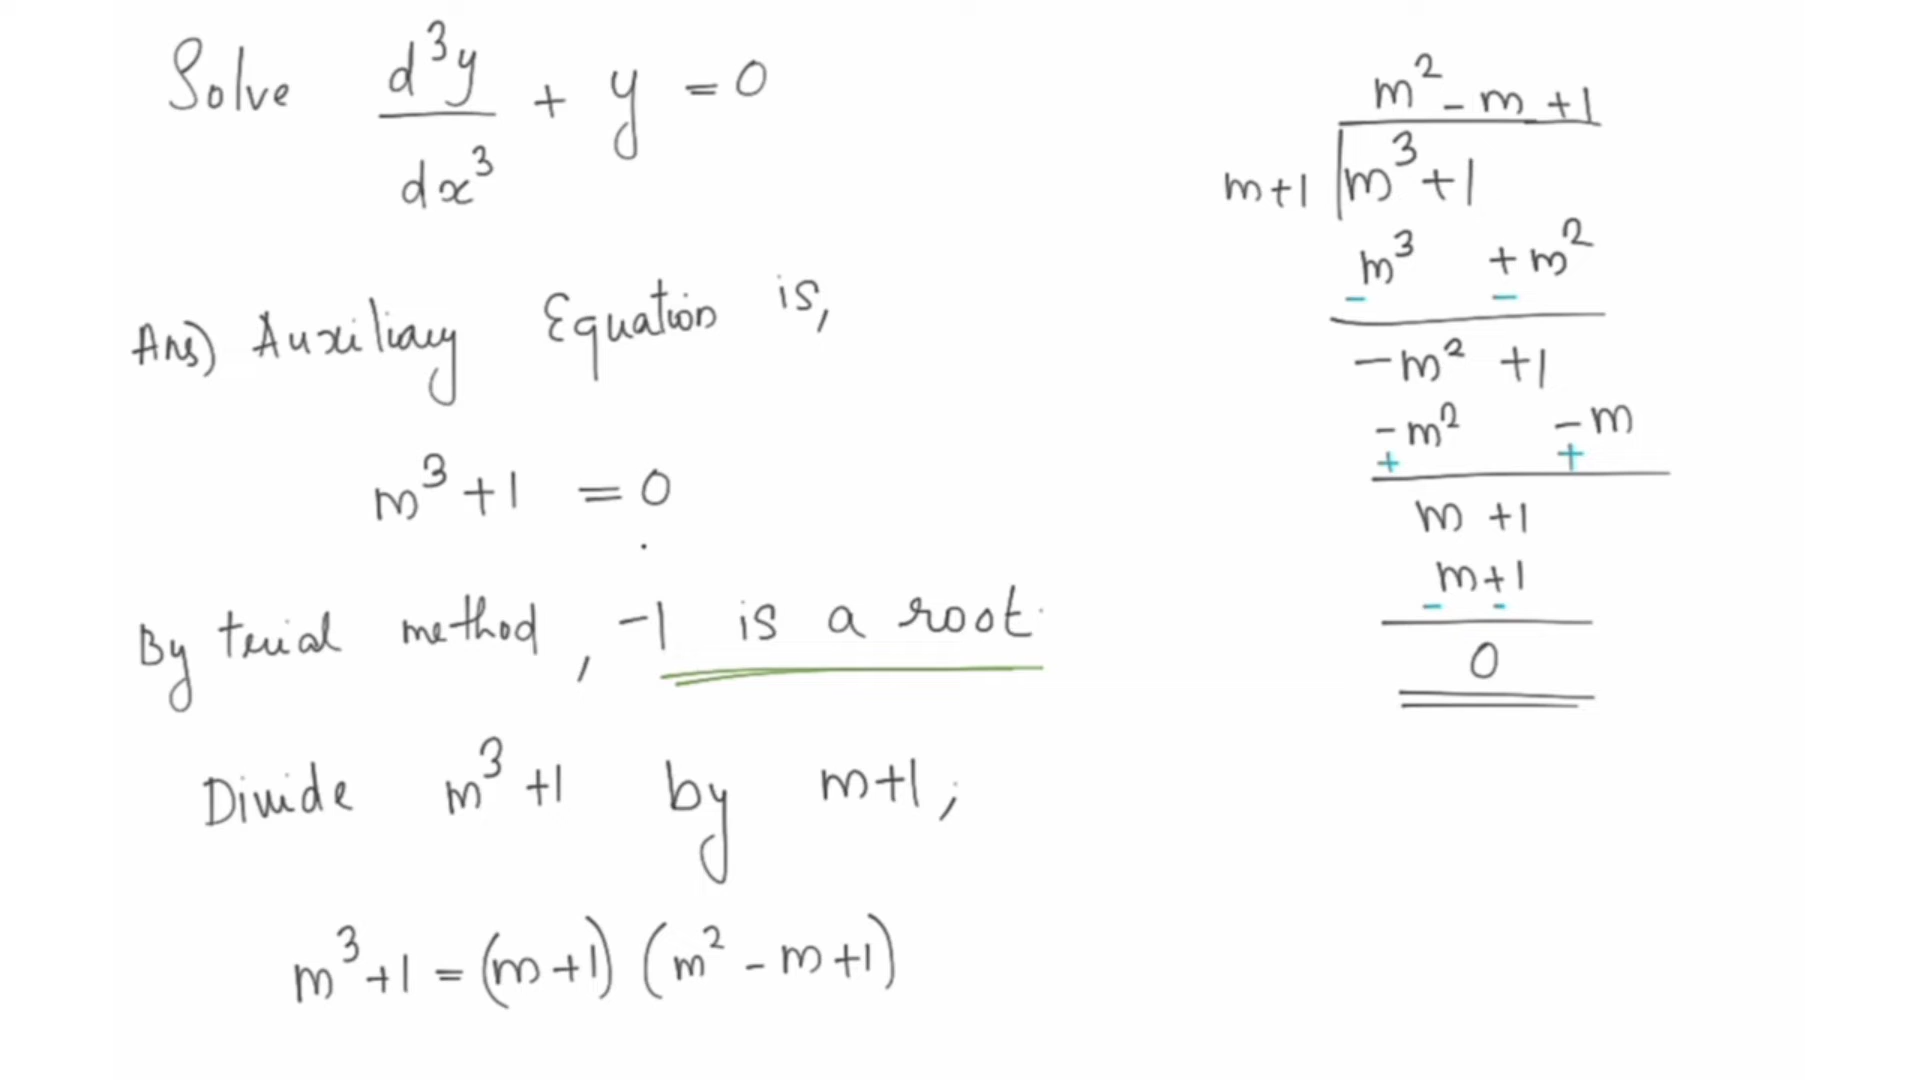 Solve d³y/dx³ + y = 0
Ans) Auxiliary Equation is,
m³ + 1 = 0
By terial method, -1 is a root.
Divide m³ + 1 by m+1,
m³ + 1 = (m+1) (m² - m + 1)
m² - m + 1
m+1 | m³ + 1
m³ + m²
- -
- m² + 1
- m² - m
+ +
m + 1
m + 1
- -
0